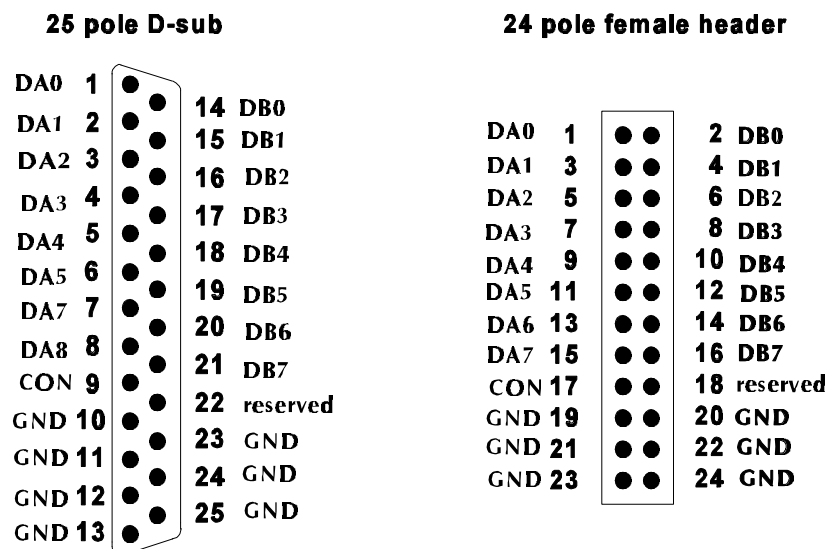 25 pole D-sub
DA0 1
14 DB0
DA1 2
15 DB1
DA2 3
16 DB2
DA3 4
17 DB3
DA4 5
18 DB4
DA5 6
19 DB5
DA7 7
20 DB6
DA8 8
21 DB7
CON 9
22 reserved
GND 10
23 GND
GND 11
24 GND
GND 12
25 GND
GND 13
24 pole female header
DA0 1 2 DB0
DA1 3 4 DB1
DA2 5 6 DB2
DA3 7 8 DB3
DA4 9 10 DB4
DA5 11 12 DB5
DA6 13 14 DB6
DA7 15 16 DB7
CON 17 18 reserved
GND 19 20 GND
GND 21 22 GND
GND 23 24 GND